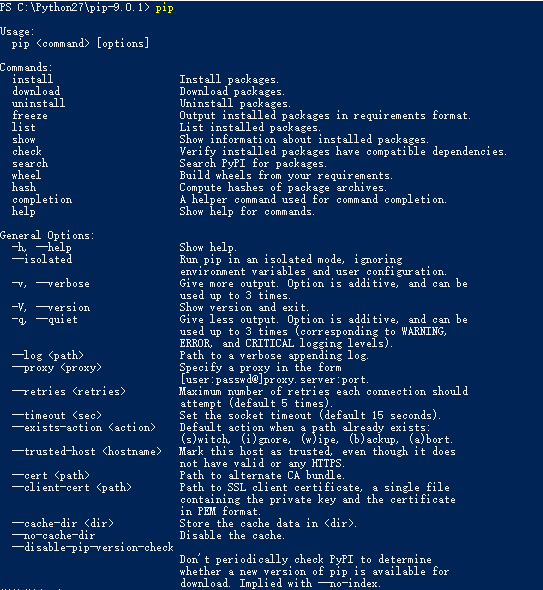 PS C:\Python27\pip-9.0.1> pip
Usage:
pip <command> [options]
Commands:
install Install packages.
download Download packages.
uninstall Uninstall packages.
freeze Output installed packages in requirements format.
list List installed packages.
show Show information about installed packages.
check Verify installed packages have compatible dependencies.
search Search PyPI for packages.
wheel Build wheels from your requirements.
hash Compute hashes of package archives.
completion A helper command used for command completion.
help Show help for commands.
General Options:
-h, --help Show help.
--isolated Run pip in an isolated mode, ignoring
environment variables and user configuration.
-v, --verbose Give more output. Option is additive, and can be
used up to 3 times.
-V, --version Show version and exit.
-q, --quiet Give less output. Option is additive, and can be
used up to 3 times (corresponding to WARNING,
ERROR, and CRITICAL logging levels).
--log <path> Path to a verbose appending log.
--proxy <proxy> Specify a proxy in the form
[user:passwd@]proxy.server:port.
--retries <retries> Maximum number of retries each connection should
attempt (default 5 times).
--timeout <sec> Set the socket timeout (default 15 seconds).
--exists-action <action> Default action when a path already exists:
(s)witch, (i)gnore, (w)ipe, (b)ackup, (a)bort.
--trusted-host <hostname> Mark this host as trusted, even though it does
not have valid or any HTTPS.
--cert <path> Path to alternate CA bundle.
--client-cert <path> Path to SSL client certificate, a single file
containing the private key and the certificate
in PEM format.
--cache-dir <dir> Store the cache data in <dir>.
--no-cache-dir Disable the cache.
--disable-pip-version-check
Don't periodically check PyPI to determine
whether a new version of pip is available for
download. Implied with --no-index.